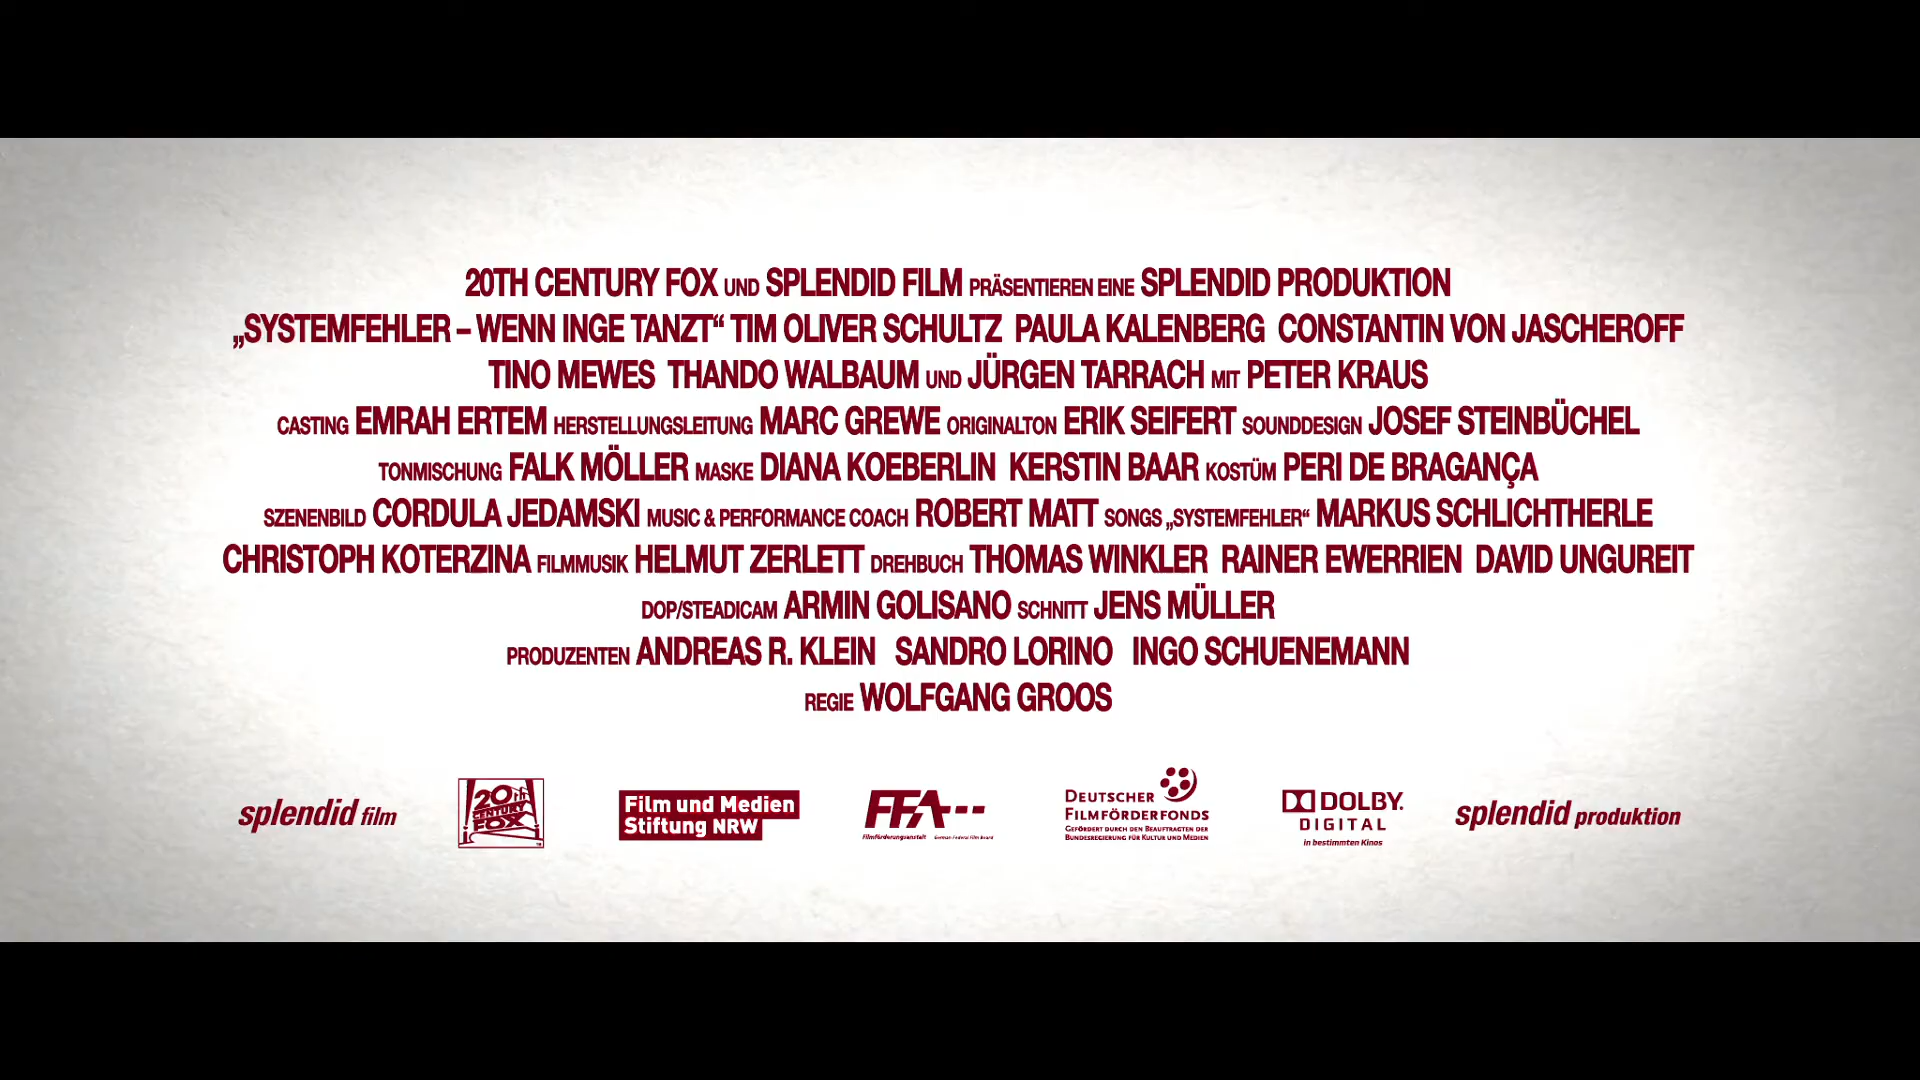 20TH CENTURY FOX UND SPLENDID FILM PRÄSENTIEREN EINE SPLENDID PRODUKTION
„SYSTEMFEHLER – WENN INGE TANZT“ TIM OLIVER SCHULTZ PAULA KALENBERG CONSTANTIN VON JASCHEROFF
TINO MEWES THANDO WALBAUM UND JÜRGEN TARRACH MIT PETER KRAUS
CASTING EMRAH ERTEM HERSTELLUNGSLEITUNG MARC GREWE ORIGINALTON ERIK SEIFERT SOUNDDESIGN JOSEF STEINBÜCHEL
TONMISCHUNG FALK MÖLLER MASKE DIANA KOEBERLIN KERSTIN BAAR KOSTÜM PERI DE BRAGANÇA
SZENENBILD CORDULA JEDAMSKI MUSIC & PERFORMANCE COACH ROBERT MATT SONGS „SYSTEMFEHLER“ MARKUS SCHLICHTHERLE
CHRISTOPH KOTERZINA FILMMUSIK HELMUT ZERLETT DREHBUCH THOMAS WINKLER RAINER EWERRIEN DAVID UNGUREIT
DOP/STEADICAM ARMIN GOLISANO SCHNITT JENS MÜLLER
PRODUZENTEN ANDREAS R. KLEIN SANDRO LORINO INGO SCHUENEMANN
REGIE WOLFGANG GROOS
splendid film
20th
CENTURY
FOX
Film und Medien
Stiftung NRW
FFA
Filmförderungsanstalt German Federal Film Board
DEUTSCHER
FILMFÖRDERFONDS
GEFÖRDERT DURCH DEN BEAUFTRAGTEN DER
BUNDESREGIERUNG FÜR KULTUR UND MEDIEN
DOLBY.
DIGITAL
in bestimmten Kinos
splendid produktion